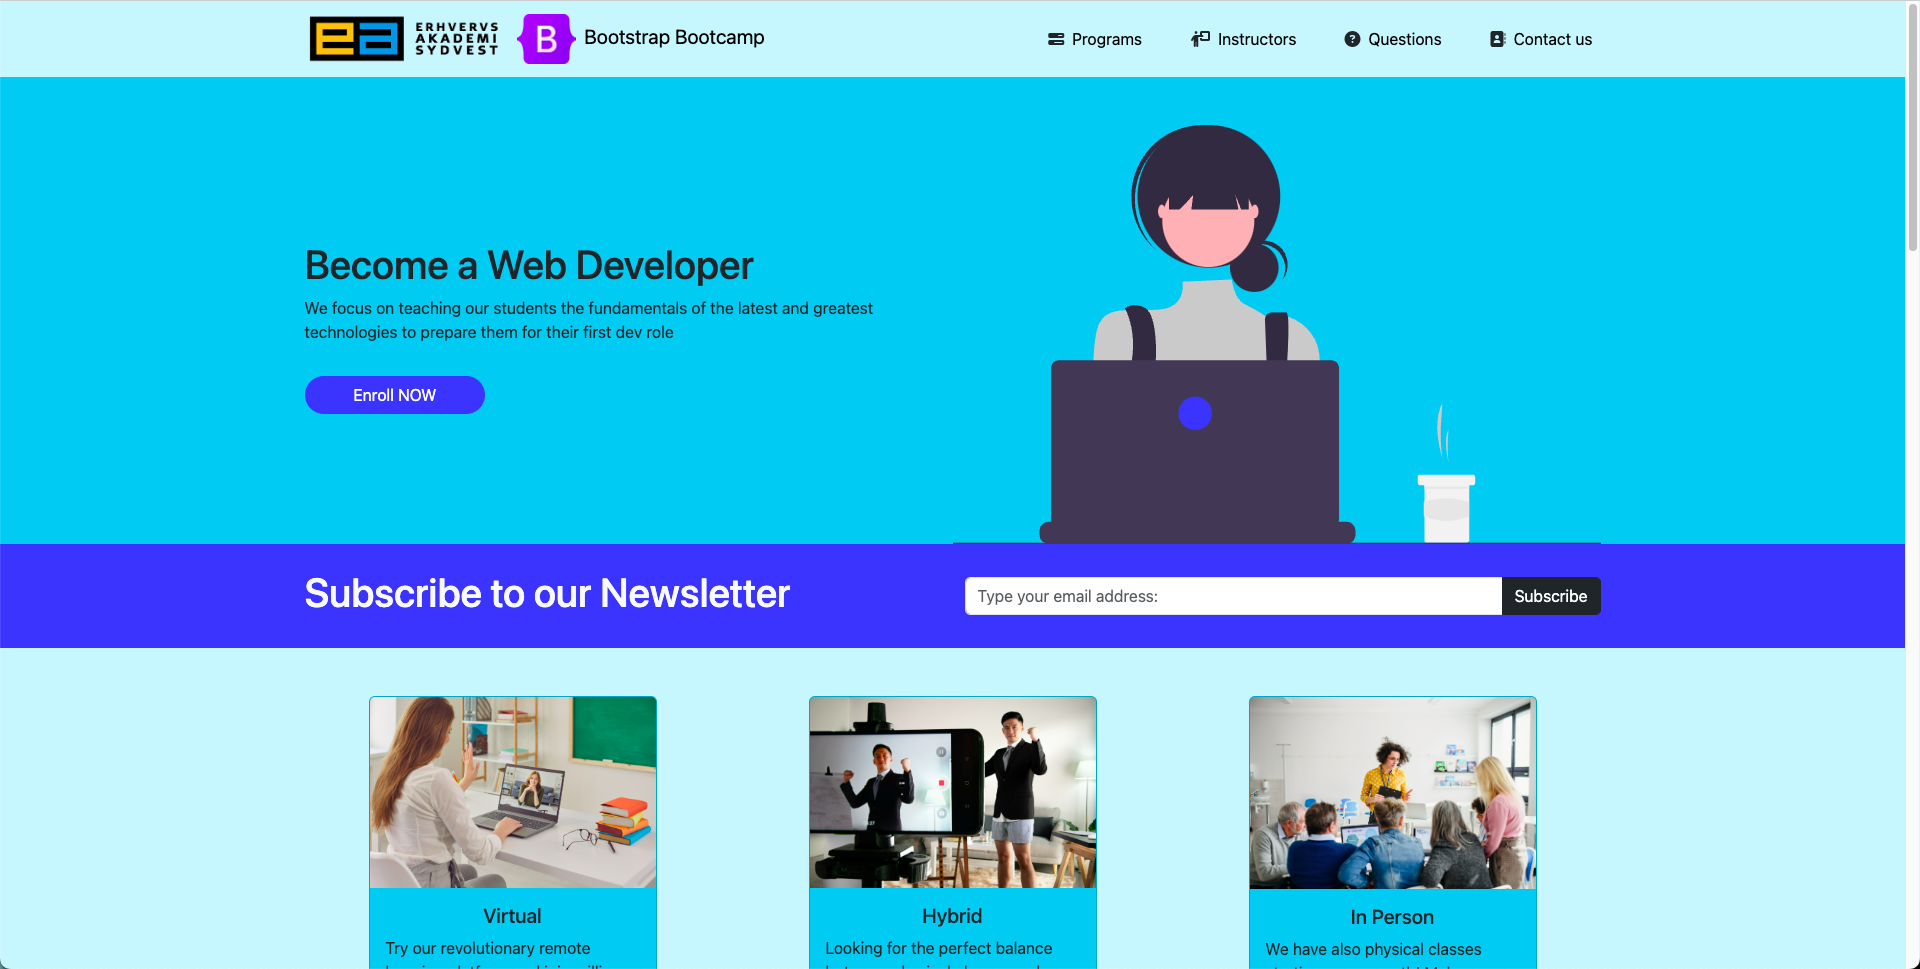 ERHVERVS
AKADEMI
SYDVEST
B
Bootstrap Bootcamp
Programs
Instructors
Questions
Contact us
Become a Web Developer
We focus on teaching our students the fundamentals of the latest and greatest
technologies to prepare them for their first dev role
Enroll NOW
Subscribe to our Newsletter
Type your email address:
Subscribe
Virtual
Try our revolutionary remote
Hybrid
Looking for the perfect balance
In Person
We have also physical classes